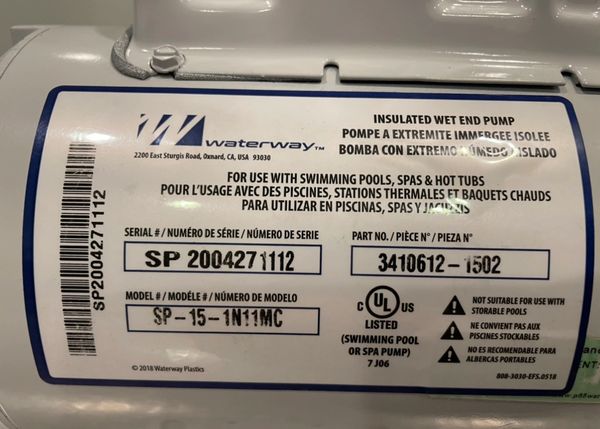 waterway™
2200 East Sturgis Road, Oxnard, CA, USA 93030
INSULATED WET END PUMP
POMPE A EXTREMITE IMMERGEE ISOLEE
BOMBA CON EXTREMO HÚMEDO AISLADO
FOR USE WITH SWIMMING POOLS, SPAS & HOT TUBS
POUR L'USAGE AVEC DES PISCINES, STATIONS THERMALES ET BAQUETS CHAUDS
PARA UTILIZAR EN PISCINAS, SPAS Y JACUZZIS
SP2004271112
SERIAL # / NUMÉRO DE SÉRIE / NÚMERO DE SERIE
SP 2004271112
PART NO. / PIÈCE N° / PIEZA N°
3410612-1502
MODEL # / MODÉLE # / NÚMERO DE MODELO
SP-15-1N11MC
C UL US
LISTED
(SWIMMING POOL
OR SPA PUMP)
7 J06
NOT SUITABLE FOR USE WITH
STORABLE POOLS
NE CONVIENT PAS AUX
PISCINES STOCKABLES
NO ES RECOMENDABLE PARA
ALBERCAS PORTABLES
© 2018 Waterway Plastics
808-3030-EFS.0518